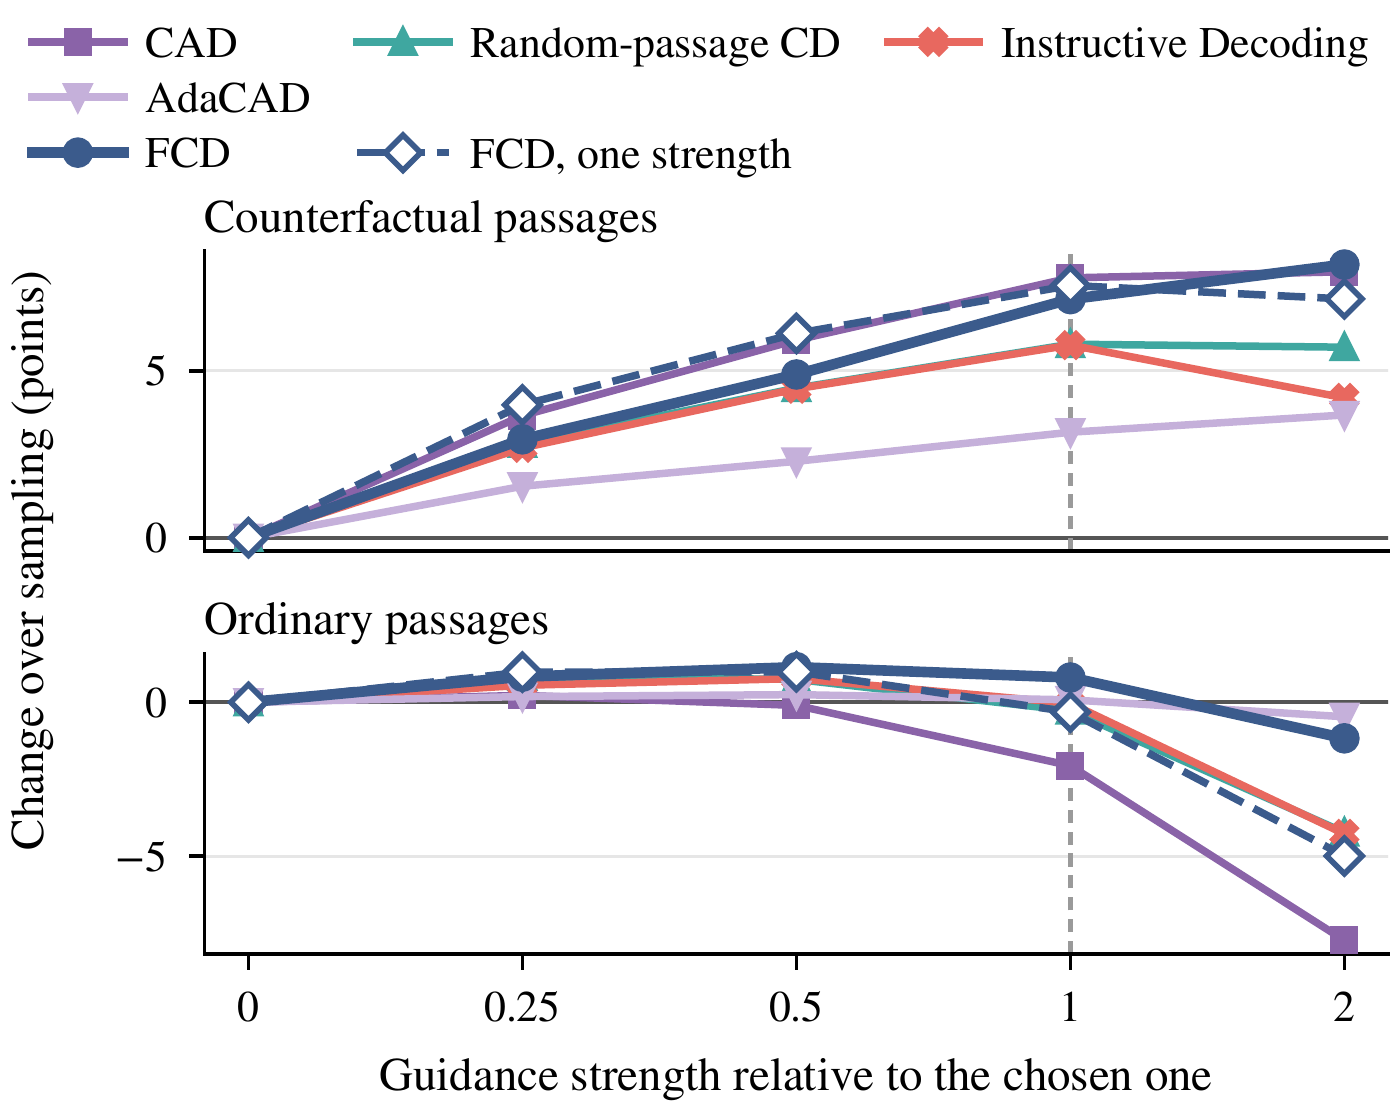 CAD
Random-passage CD
Instructive Decoding
AdaCAD
FCD
FCD, one strength
Counterfactual passages
5
0
Change over sampling (points)
Ordinary passages
0
−5
0
0.25
0.5
1
2
Guidance strength relative to the chosen one